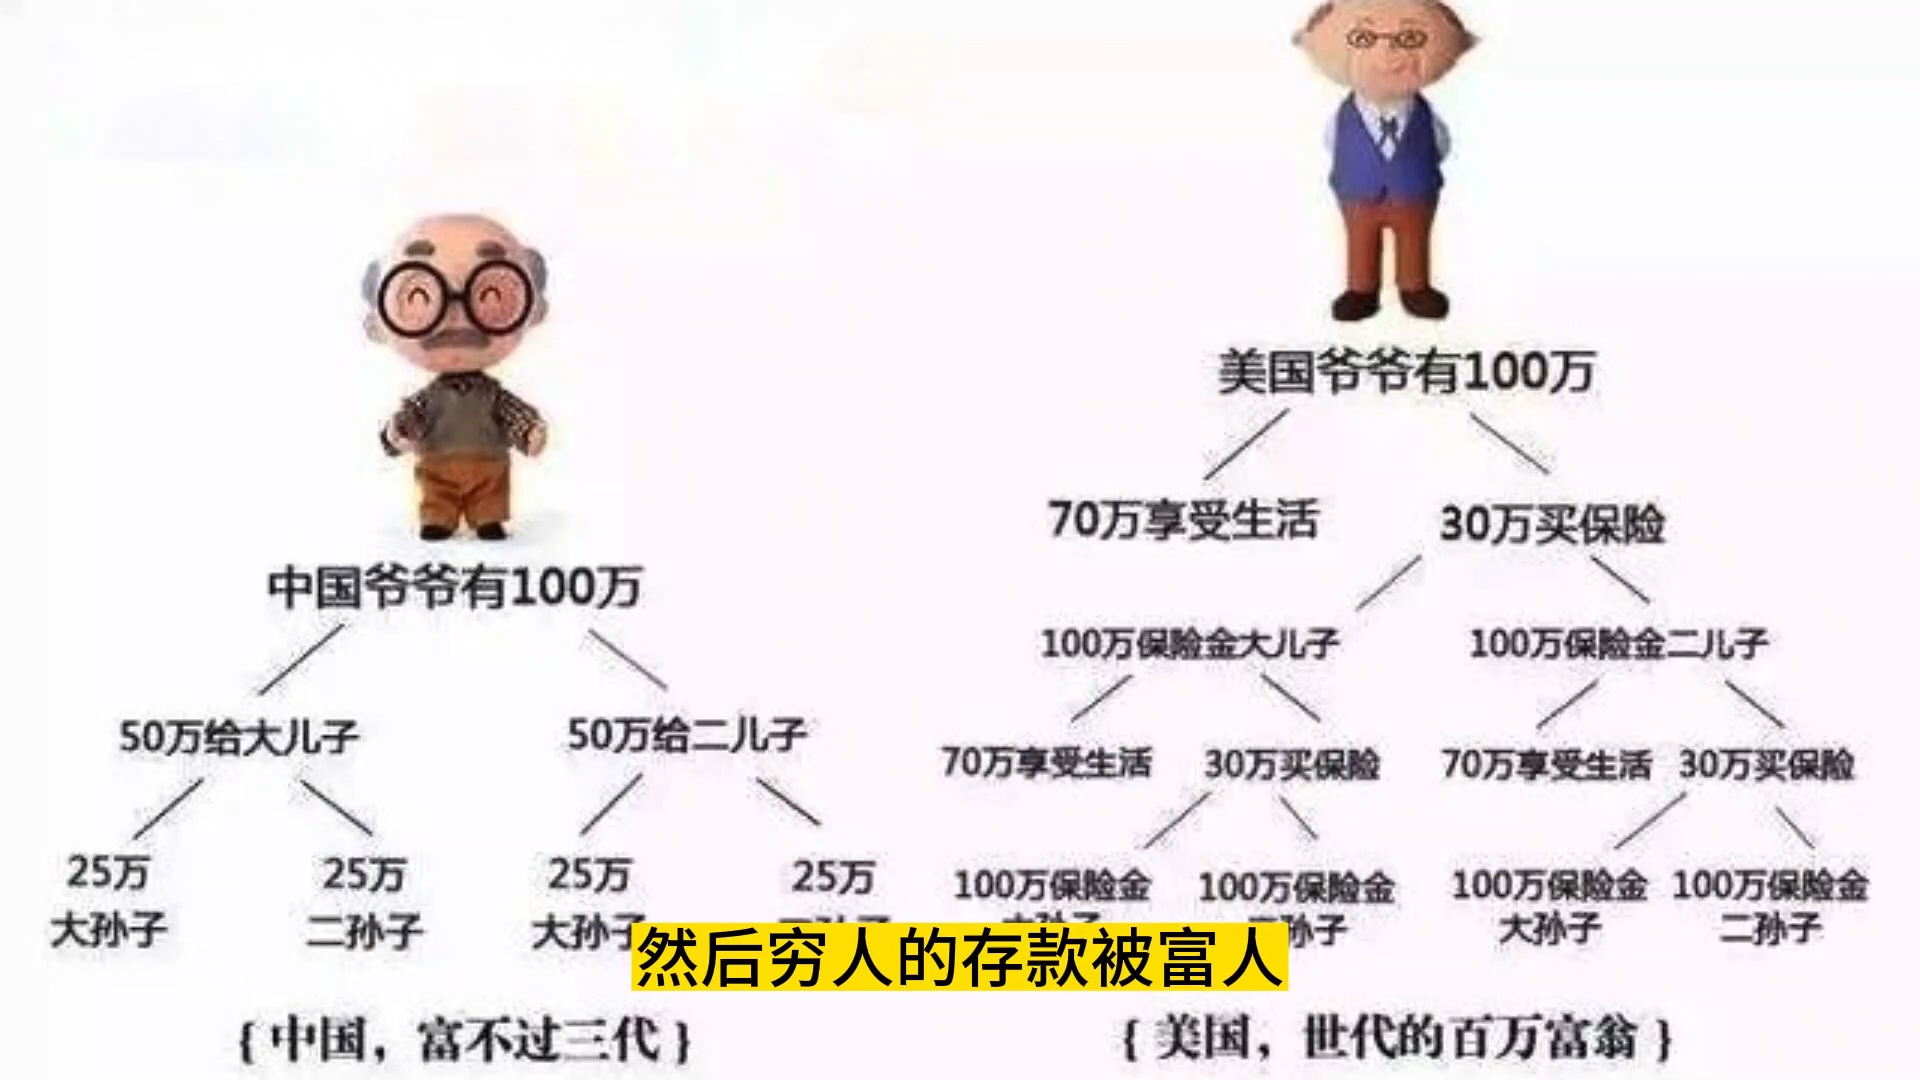 中国爷爷有100万
50万给大儿子
50万给二儿子
25万
大孙子
25万
二孙子
25万
大孙子
25万
{中国，富不过三代}
美国爷爷有100万
70万享受生活
30万买保险
100万保险金大儿子
100万保险金二儿子
70万享受生活
30万买保险
70万享受生活
30万买保险
100万保险金
100万保险金
孙子
100万保险金
大孙子
100万保险金
二孙子
{美国，世代的百万富翁}
然后穷人的存款被富人